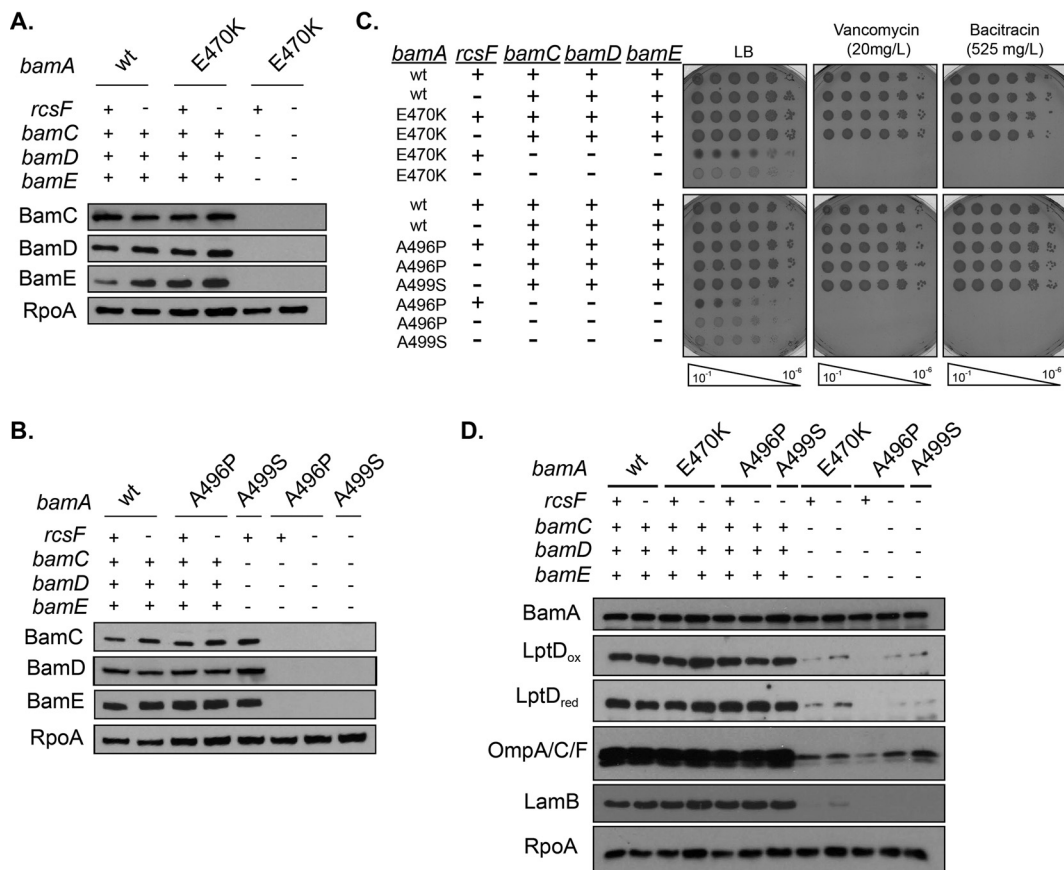 A.
bamA wt E470K E470K
rcsF + - + - + -
bamC + + + + - -
bamD + + + + - -
bamE + + + + - -
BamC
BamD
BamE
RpoA
C.
bamA rcsF bamC bamD bamE
wt + + + +
wt - + + +
E470K + + + +
E470K - + + +
E470K + - - -
E470K - - - -
wt + + + +
wt - + + +
A496P + + + +
A496P - + + +
A499S - + + +
A496P + - - -
A496P - - - -
A499S - - - -
LB
Vancomycin
(20mg/L)
Bacitracin
(525 mg/L)
10-1 10-6
10-1 10-6
10-1 10-6
B.
bamA wt A496P A499S A496P A499S
rcsF + - + - + + - -
bamC + + + + - - - -
bamD + + + + - - - -
bamE + + + + - - - -
BamC
BamD
BamE
RpoA
D.
bamA wt E470K A496P A499S E470K A496P A499S
rcsF + - + - + - - + - + - -
bamC + + + + + + + - - - - -
bamD + + + + + + + - - - - -
bamE + + + + + + + - - - - -
BamA
LptDox
LptDred
OmpA/C/F
LamB
RpoA